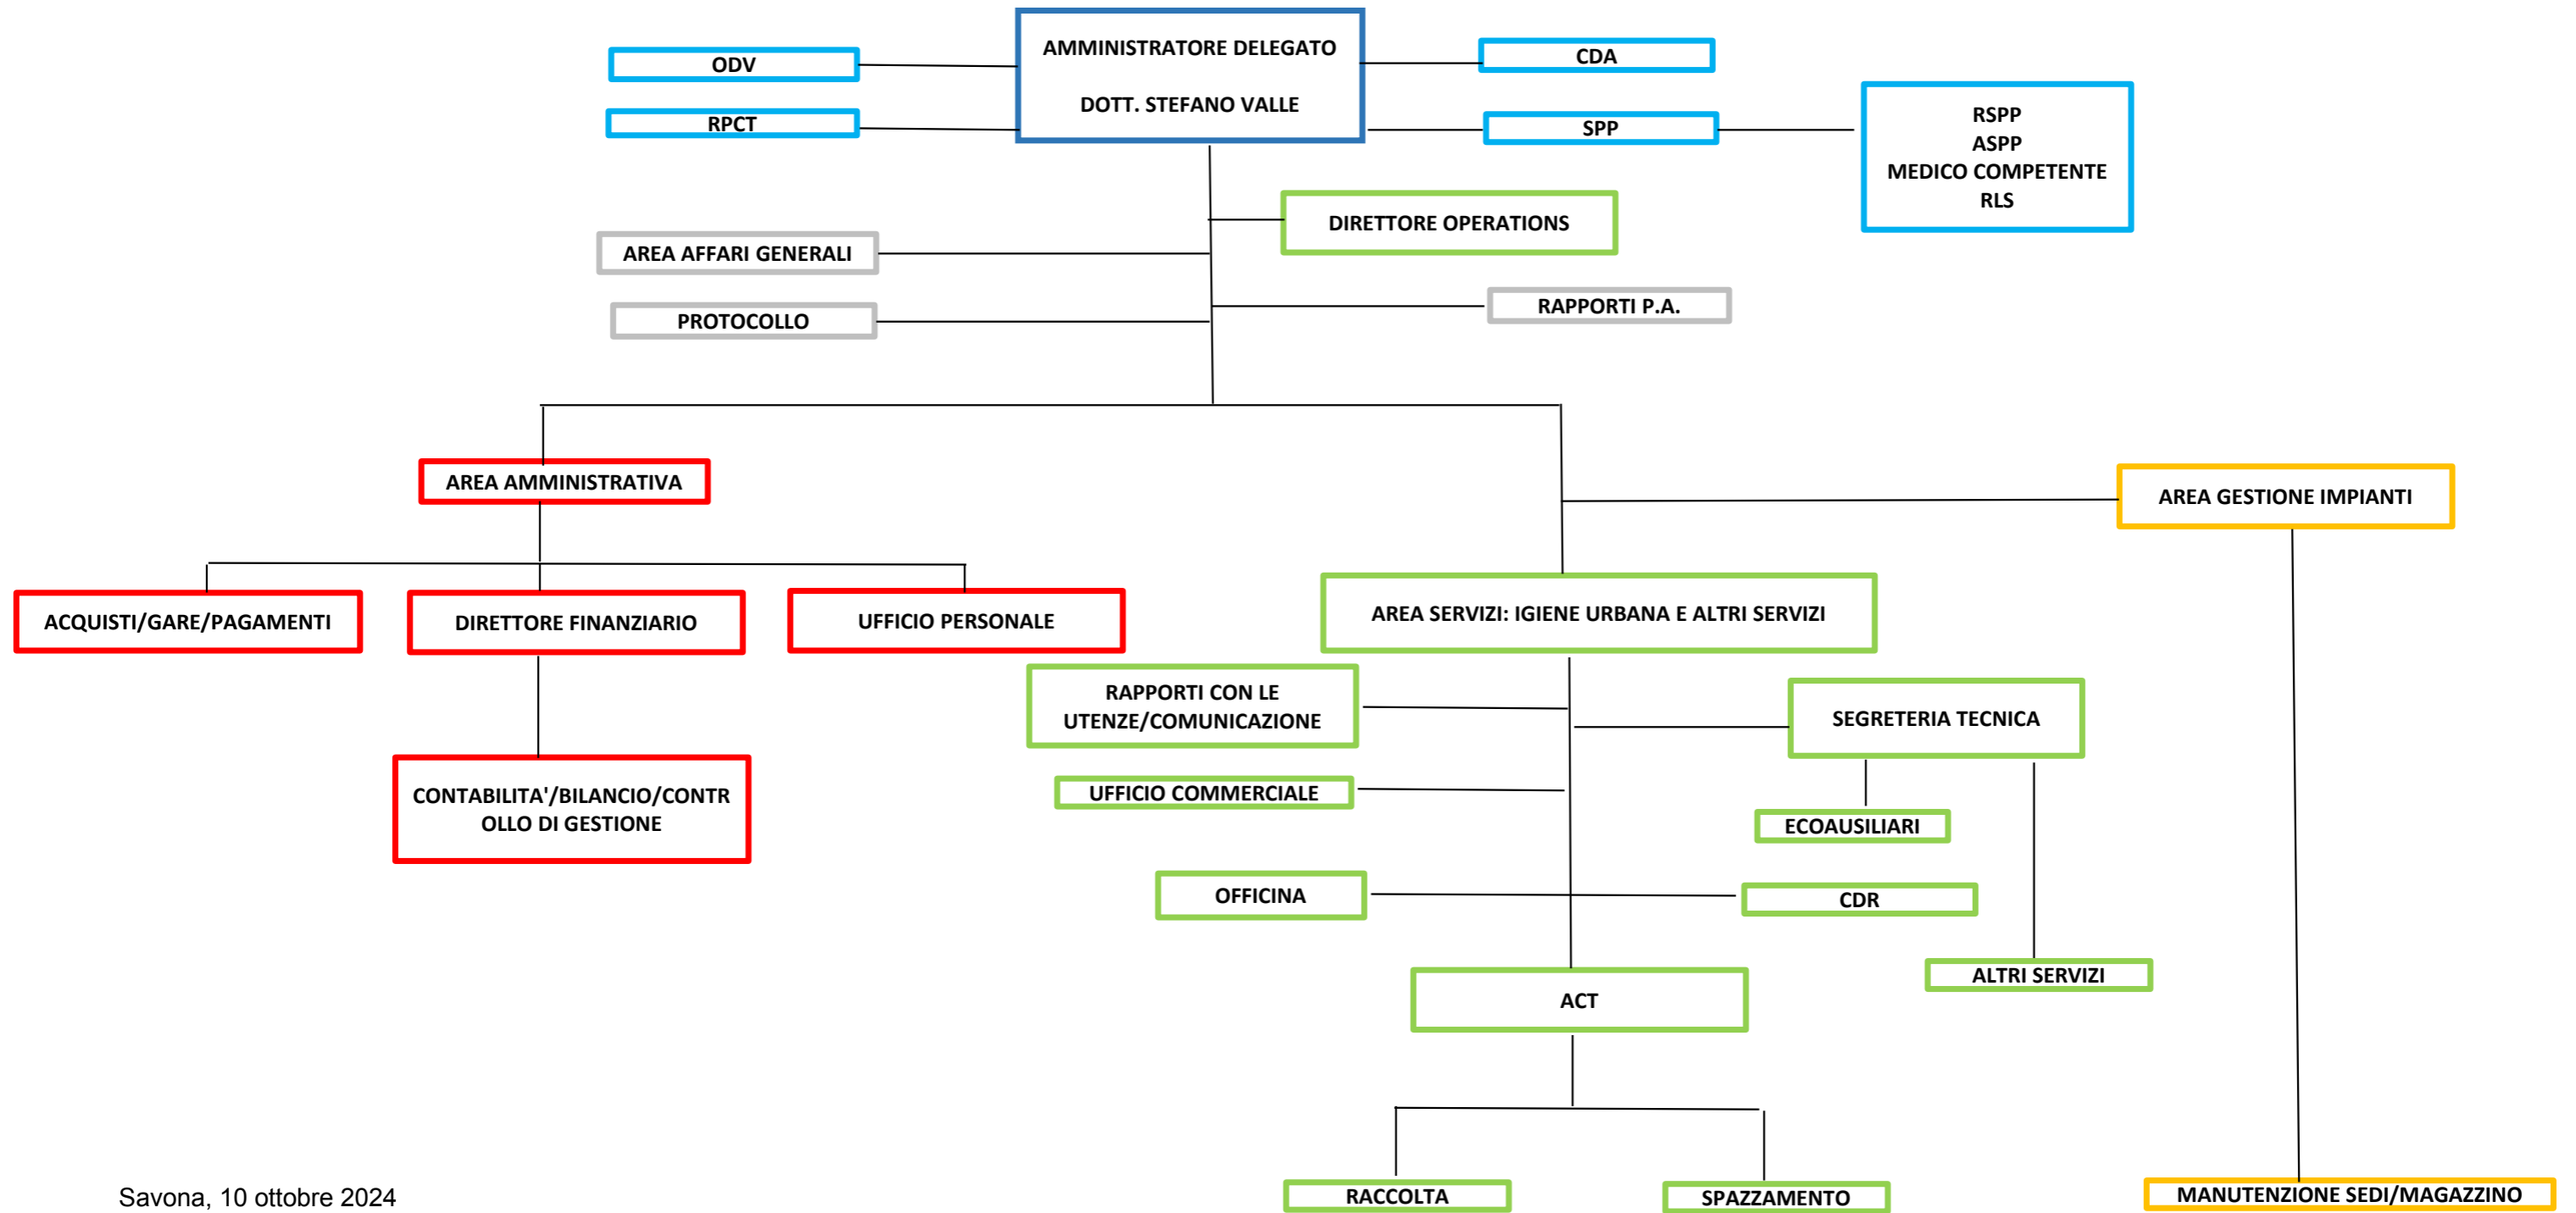 AMMINISTRATORE DELEGATO
DOTT. STEFANO VALLE
ODV
CDA
RPCT
SPP
RSPP
ASPP
MEDICO COMPETENTE
RLS
DIRETTORE OPERATIONS
AREA AFFARI GENERALI
RAPPORTI P.A.
PROTOCOLLO
AREA AMMINISTRATIVA
AREA GESTIONE IMPIANTI
ACQUISTI/GARE/PAGAMENTI
DIRETTORE FINANZIARIO
UFFICIO PERSONALE
AREA SERVIZI: IGIENE URBANA E ALTRI SERVIZI
RAPPORTI CON LE
UTENZE/COMUNICAZIONE
SEGRETERIA TECNICA
CONTABILITA'/BILANCIO/CONTR
OLLO DI GESTIONE
UFFICIO COMMERCIALE
ECOAUSILIARI
OFFICINA
CDR
ALTRI SERVIZI
ACT
RACCOLTA
SPAZZAMENTO
MANUTENZIONE SEDI/MAGAZZINO
Savona, 10 ottobre 2024